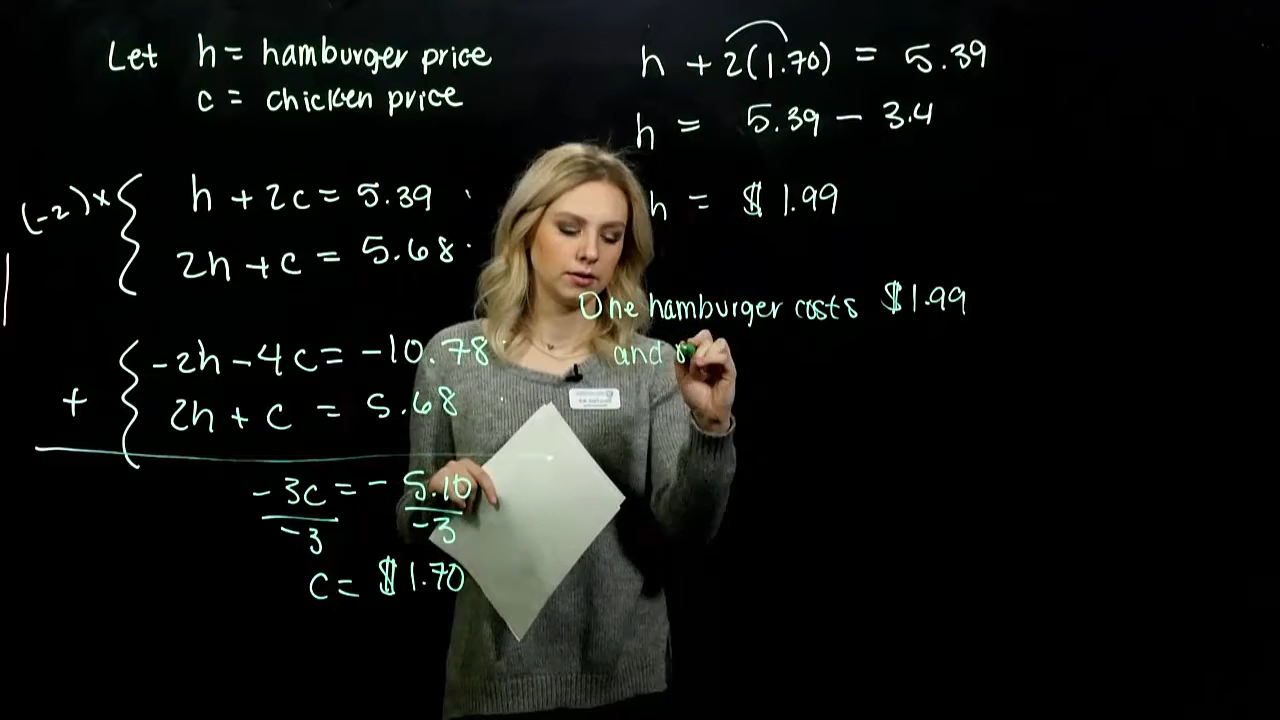 Let h = hamburger price
c = chicken price
(-2) × { h + 2c = 5.39
2h + c = 5.68
-2h - 4c = -10.78
+ { 2h + c = 5.68
-3c = - 5.10
-3 -3
c = $1.70
h + 2(1.70) = 5.39
h = 5.39 - 3.4
h = $ 1.99
One hamburger costs $1.99
and